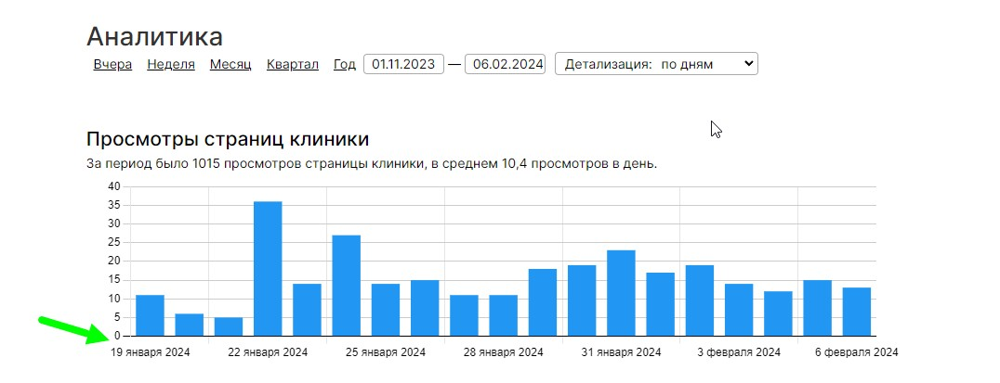 Аналитика
Вчера Неделя Месяц Квартал Год 01.11.2023 — 06.02.2024 Детализация: по дням
Просмотры страниц клиники
За период было 1015 просмотров страницы клиники, в среднем 10,4 просмотров в день.
40
35
30
25
20
15
10
5
0
19 января 2024 22 января 2024 25 января 2024 28 января 2024 31 января 2024 3 февраля 2024 6 февраля 2024